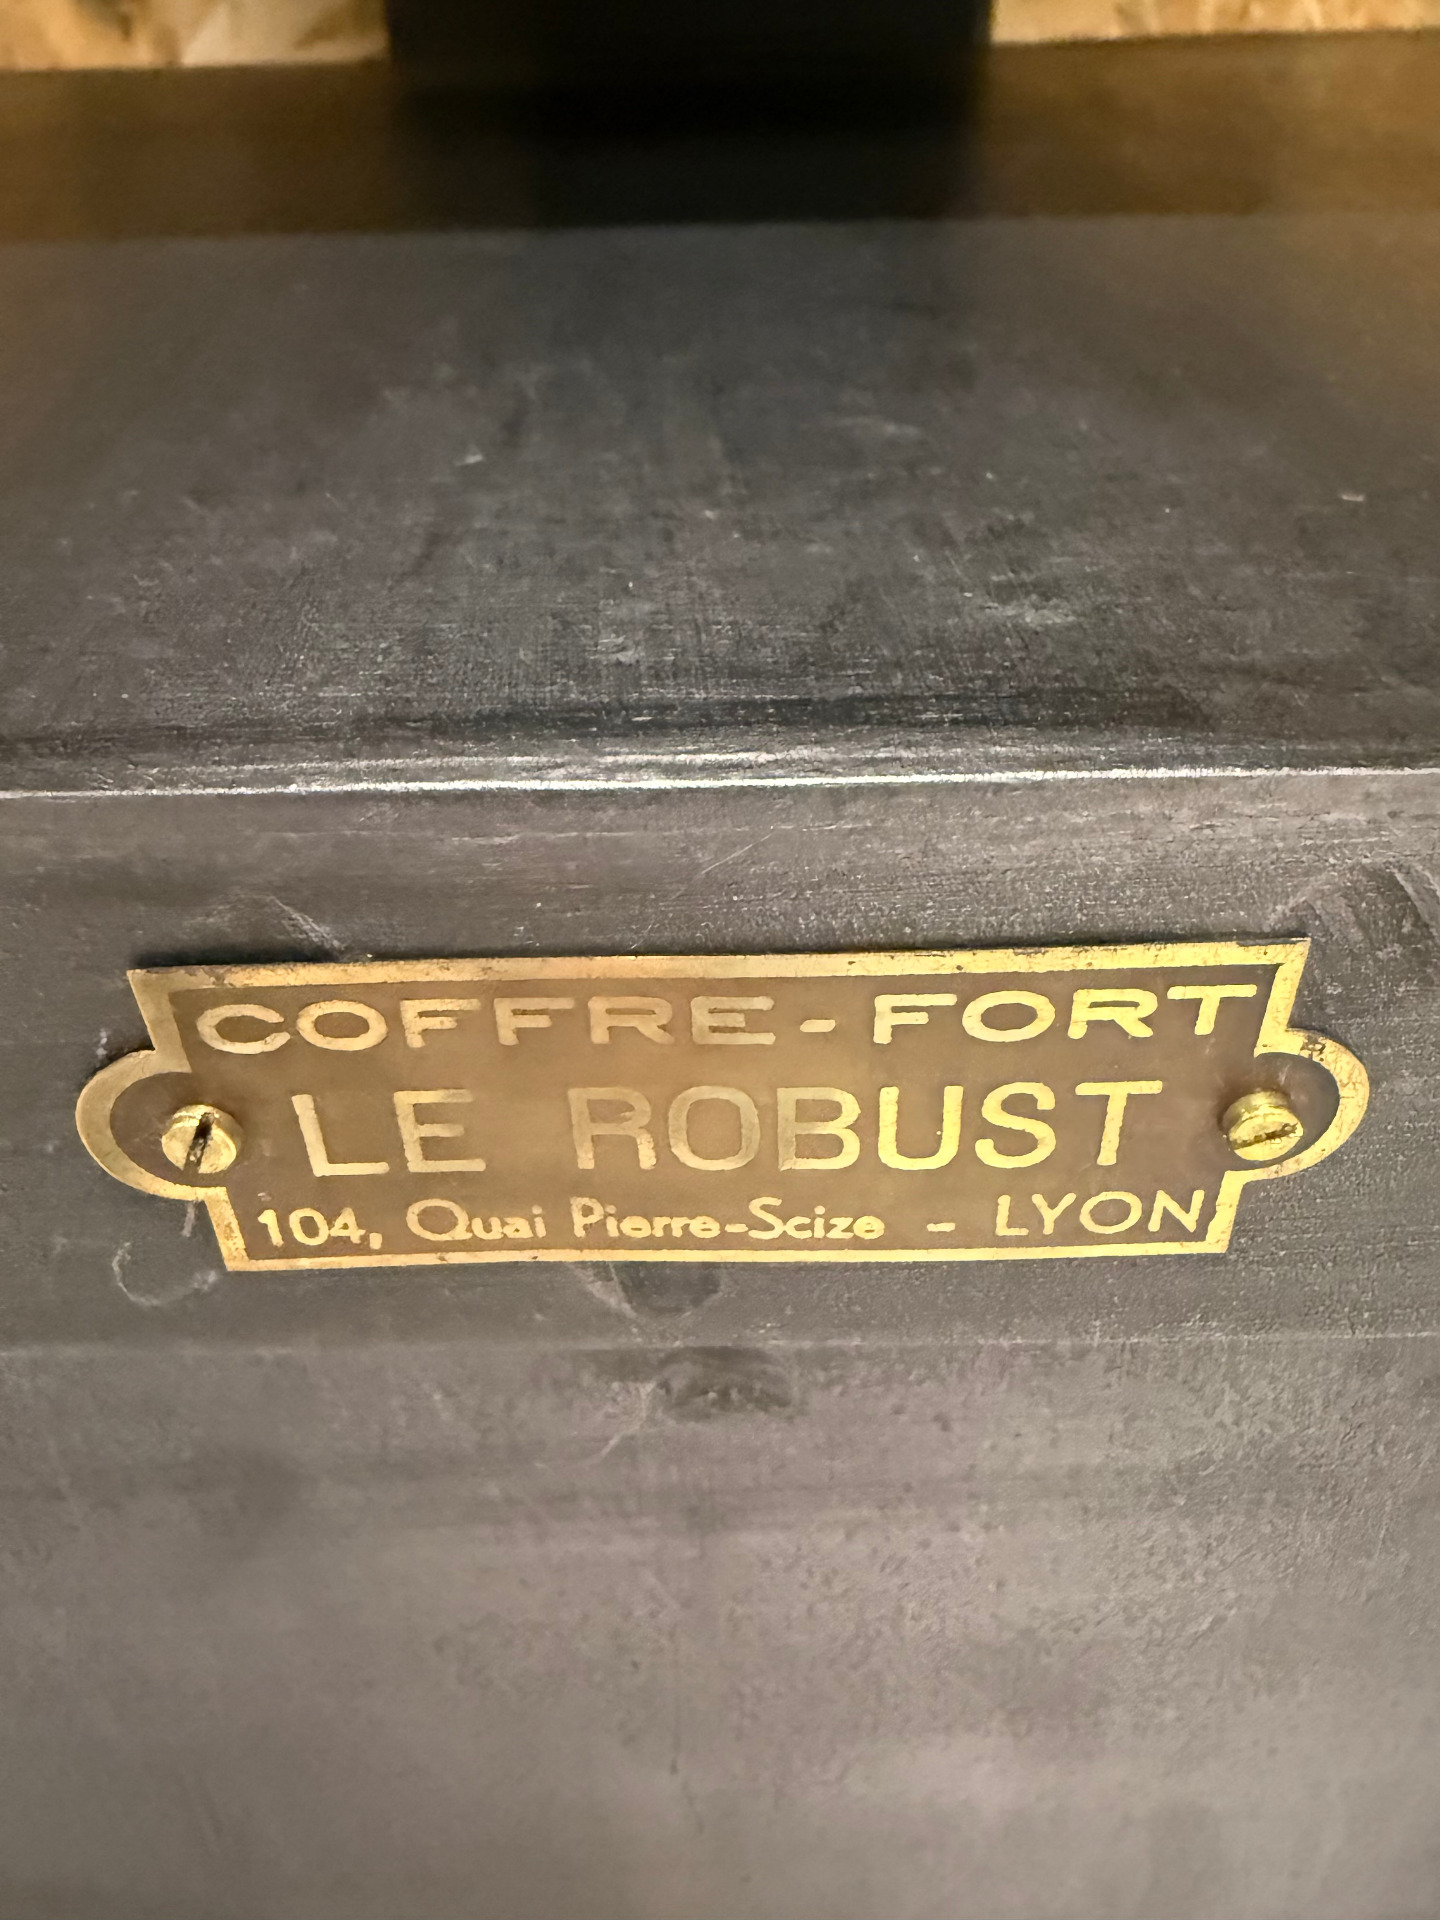 COFFRE-FORT
LE ROBUST
104, Quai Pierre-Scize - LYON